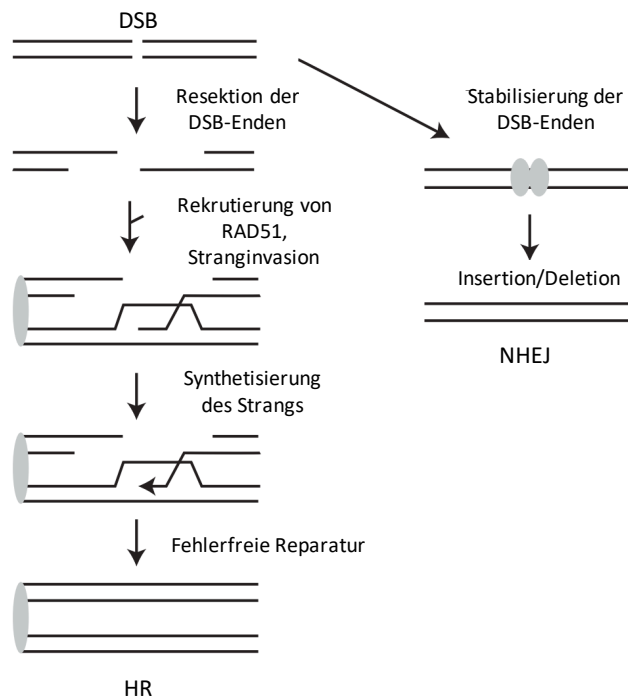 DSB
Resektion der
DSB-Enden
Rekrutierung von
RAD51,
Stranginvasion
Synthetisierung
des Strangs
Fehlerfreie Reparatur
HR
Stabilisierung der
DSB-Enden
Insertion/Deletion
NHEJ